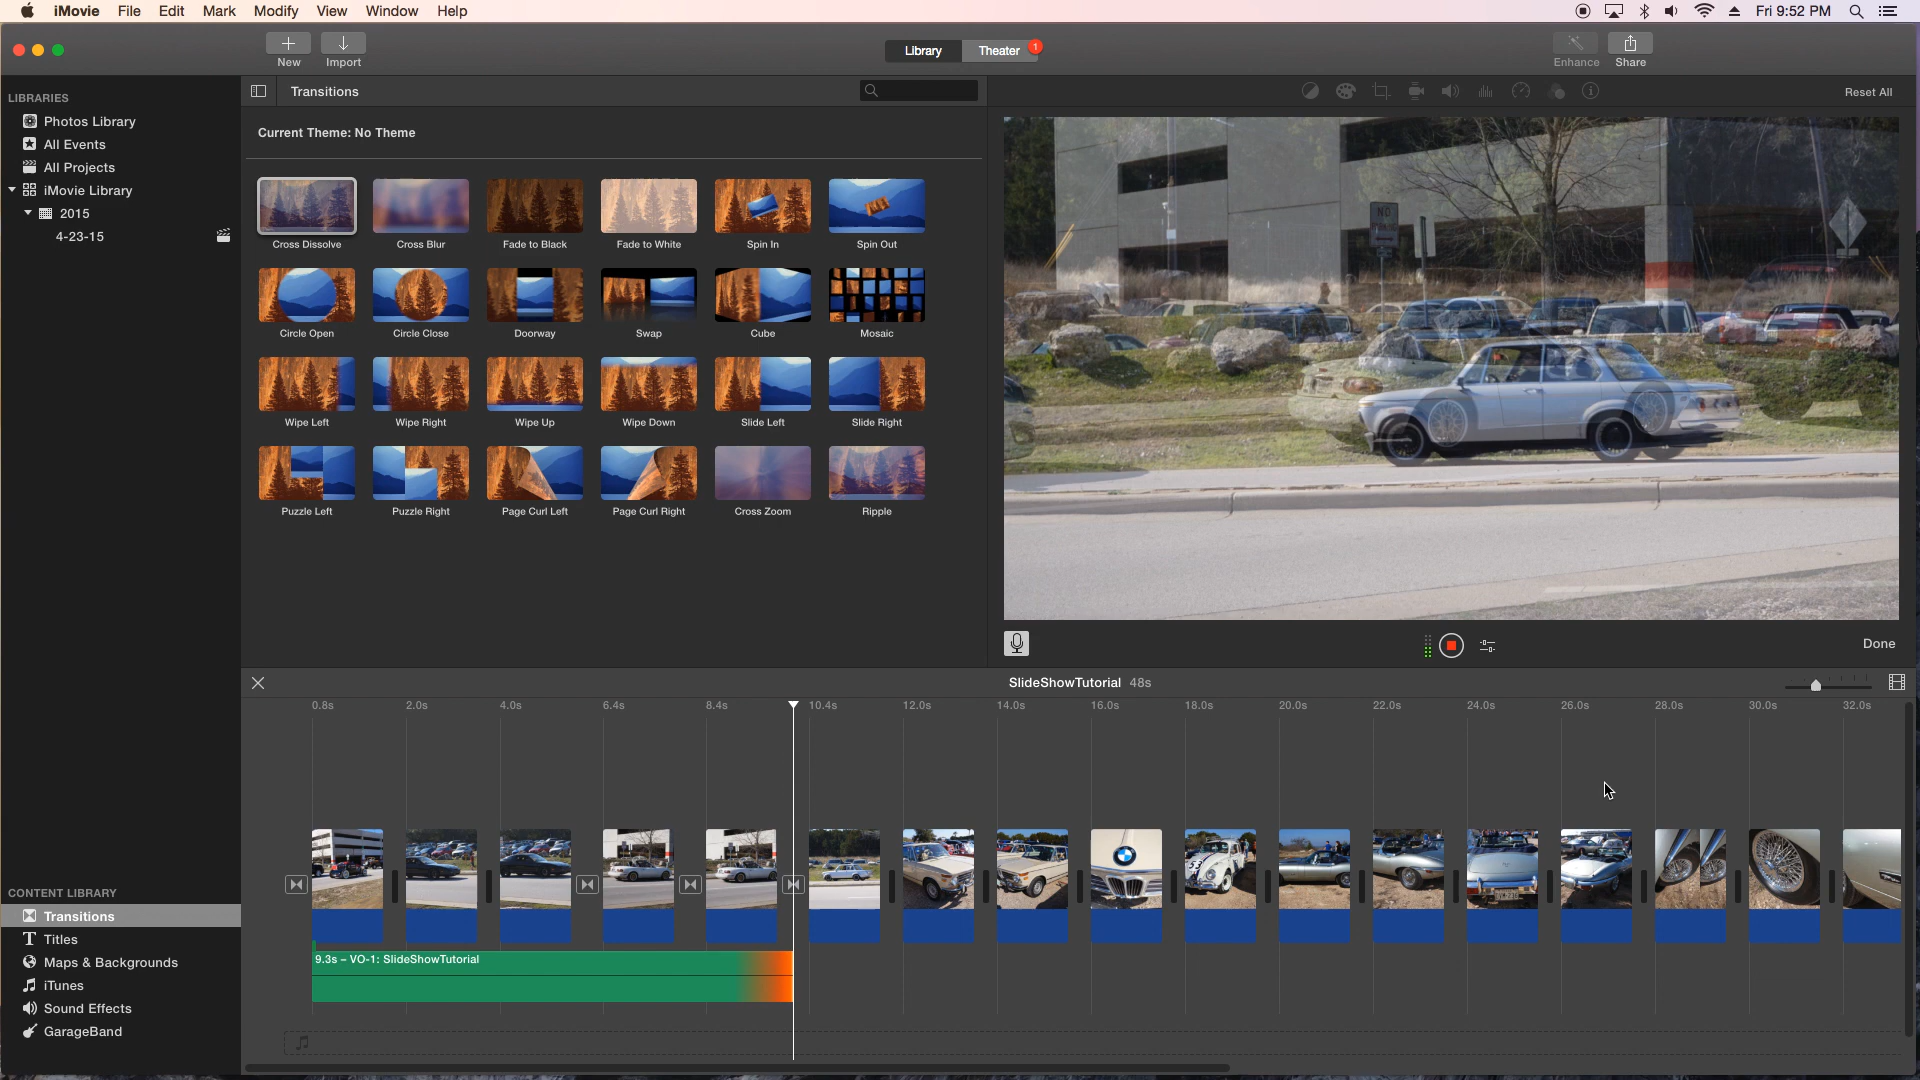 iMovie File Edit Mark Modify View Window Help Fri 9:52 PM
New Import Library Theater 1 Enhance Share
LIBRARIES
Photos Library
All Events
All Projects
iMovie Library
2015
4-23-15
CONTENT LIBRARY
Transitions
Titles
Maps & Backgrounds
iTunes
Sound Effects
GarageBand
Transitions
Reset All
Current Theme: No Theme
Cross Dissolve Cross Blur Fade to Black Fade to White Spin In Spin Out
Circle Open Circle Close Doorway Swap Cube Mosaic
Wipe Left Wipe Right Wipe Up Wipe Down Slide Left Slide Right
Puzzle Left Puzzle Right Page Curl Left Page Curl Right Cross Zoom Ripple
NO
Done
SlideShowTutorial 48s
0.8s 2.0s 4.0s 6.4s 8.4s 10.4s 12.0s 14.0s 16.0s 18.0s 20.0s 22.0s 24.0s 26.0s 28.0s 30.0s 32.0s
53
9.3s – VO-1: SlideShowTutorial